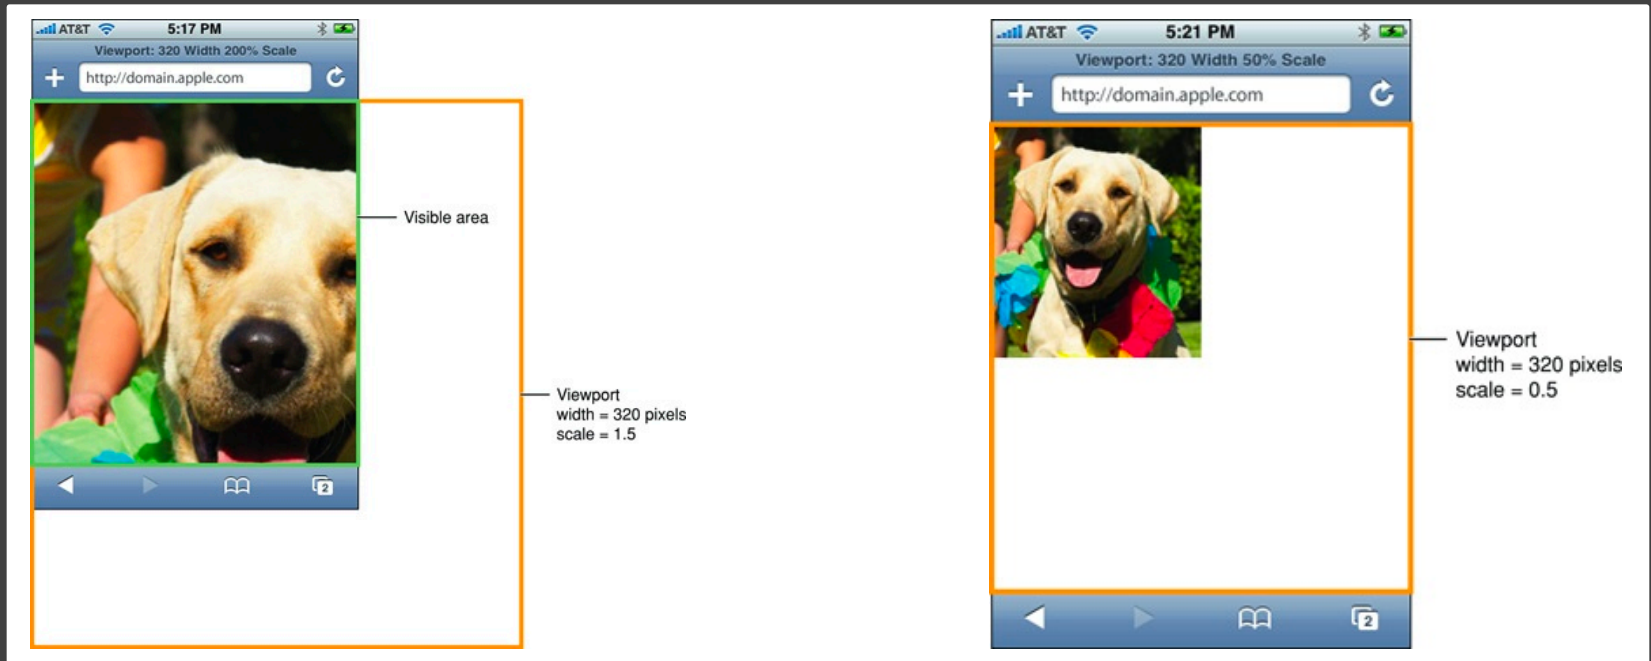 AT&T 5:17 PM
Viewport: 320 Width 200% Scale
http://domain.apple.com
Visible area
Viewport
width = 320 pixels
scale = 1.5
2
AT&T 5:21 PM
Viewport: 320 Width 50% Scale
http://domain.apple.com
Viewport
width = 320 pixels
scale = 0.5
2